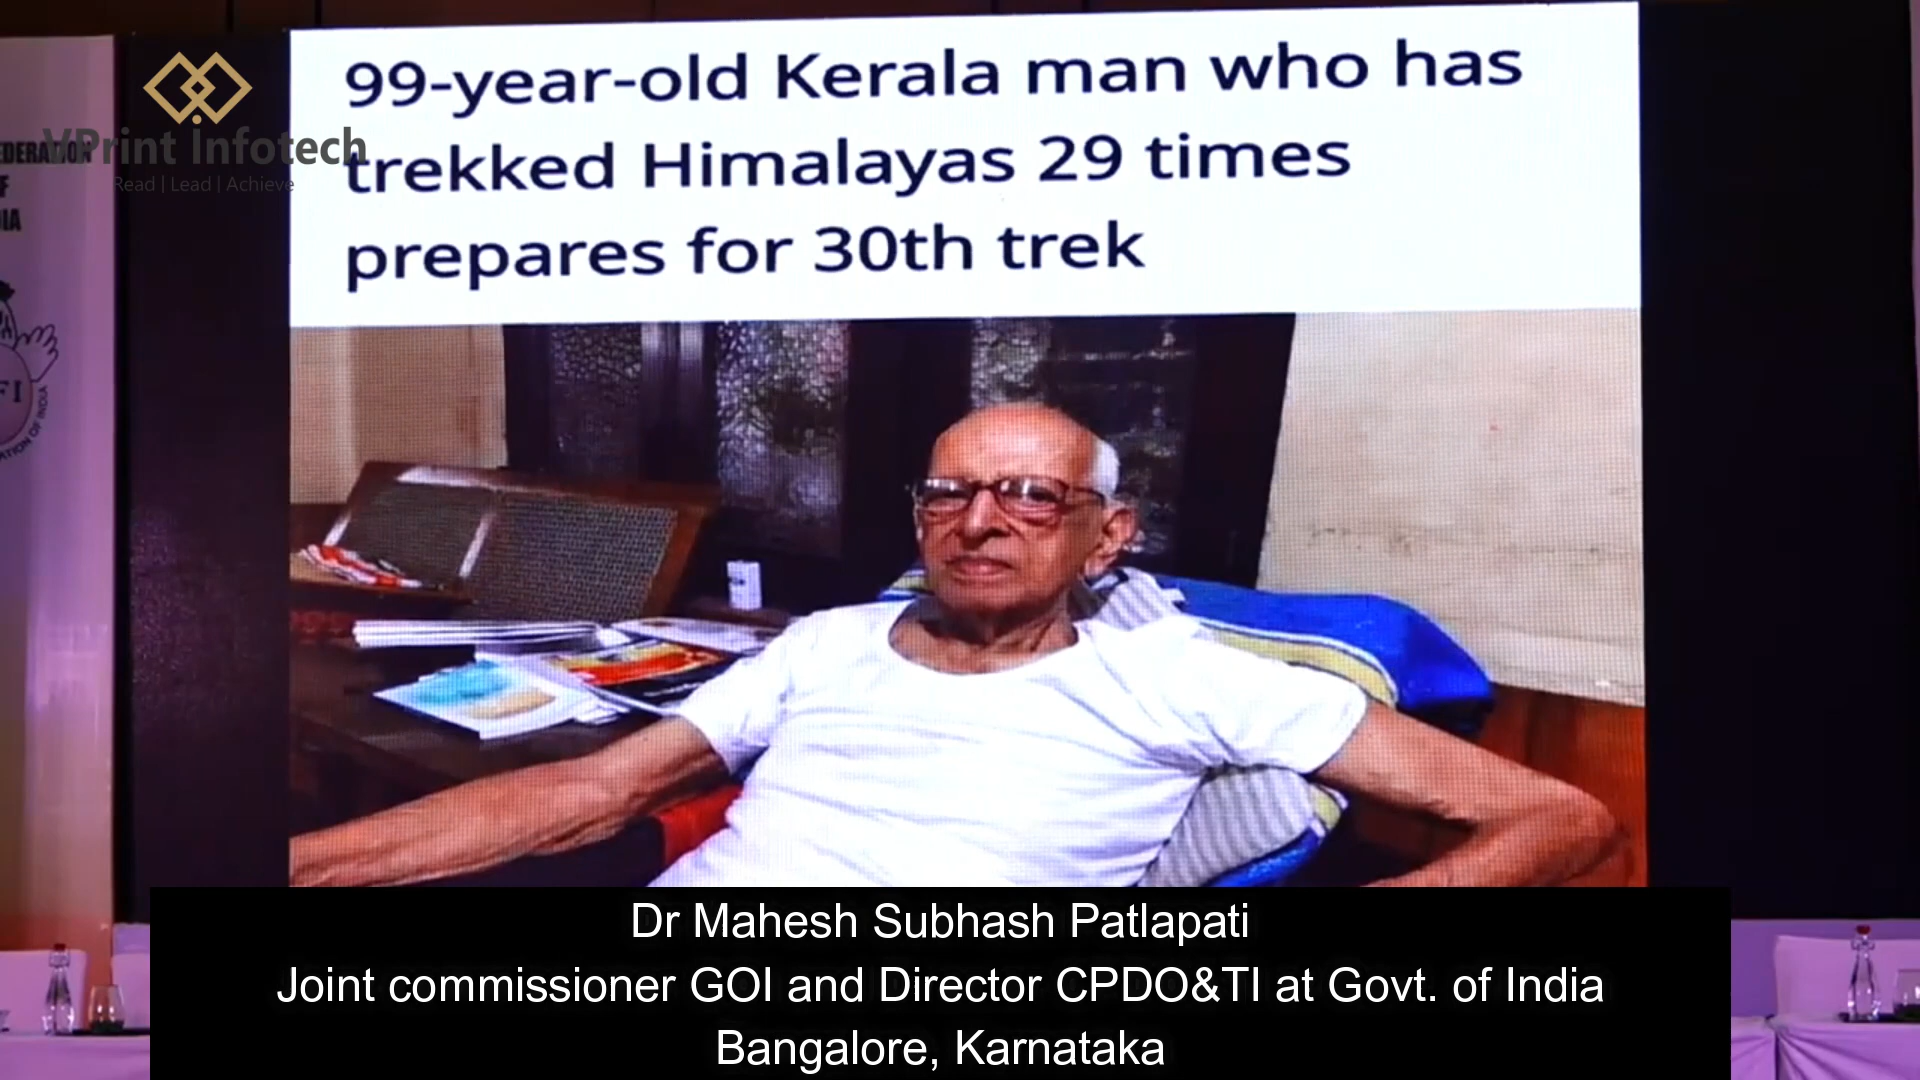 99-year-old Kerala man who has
trekked Himalayas 29 times
prepares for 30th trek
VPrint Infotech
Read | Lead | Achieve
Dr Mahesh Subhash Patlapati
Joint commissioner GOI and Director CPDO&TI at Govt. of India
Bangalore, Karnataka